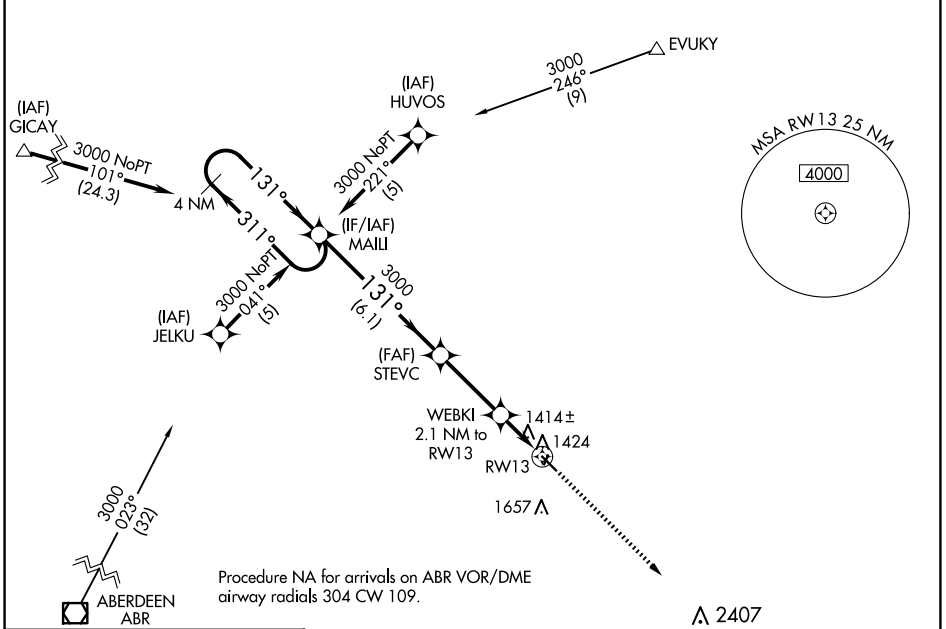 EVUKY
3000
246°
(9)
(IAF)
HUVOS
3000 NoPT
221°
(5)
(IAF)
GICAY
3000 NoPT
101°
(24.3)
4 NM
131°
311°
(IF/IAF)
MAILI
MSA RW13 25 NM
4000
3000 NoPT
041°
(5)
(IAF)
JELKU
3000
131°
(6.1)
(FAF)
STEVC
WEBKI
2.1 NM to
RW13
1414±
1424
RW13
1657
3000
023°
(32)
ABERDEEN
ABR
Procedure NA for arrivals on ABR VOR/DME
airway radials 304 CW 109.
2407